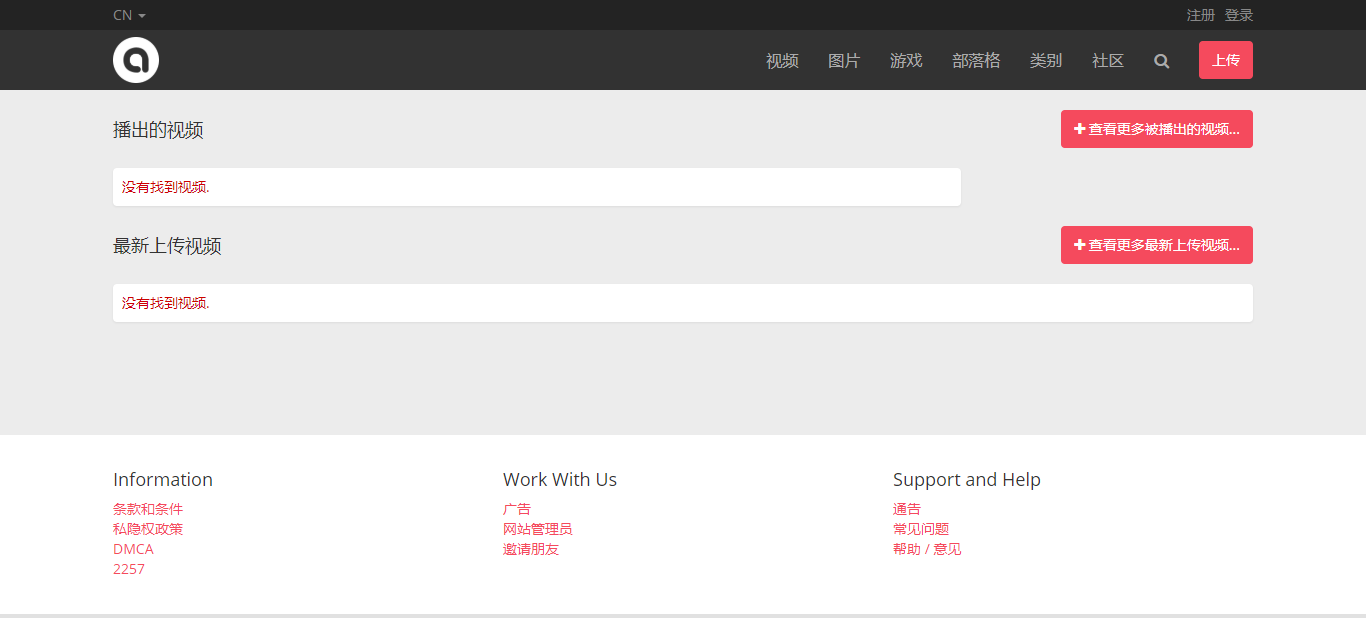 CN
注册 登录
视频 图片 游戏 部落格 类别 社区 上传
播出的视频
查看更多被播出的视频...
没有找到视频.
最新上传视频
查看更多最新上传视频...
没有找到视频.
Information
条款和条件
私隐权政策
DMCA
2257
Work With Us
广告
网站管理员
邀请朋友
Support and Help
通告
常见问题
帮助 / 意见